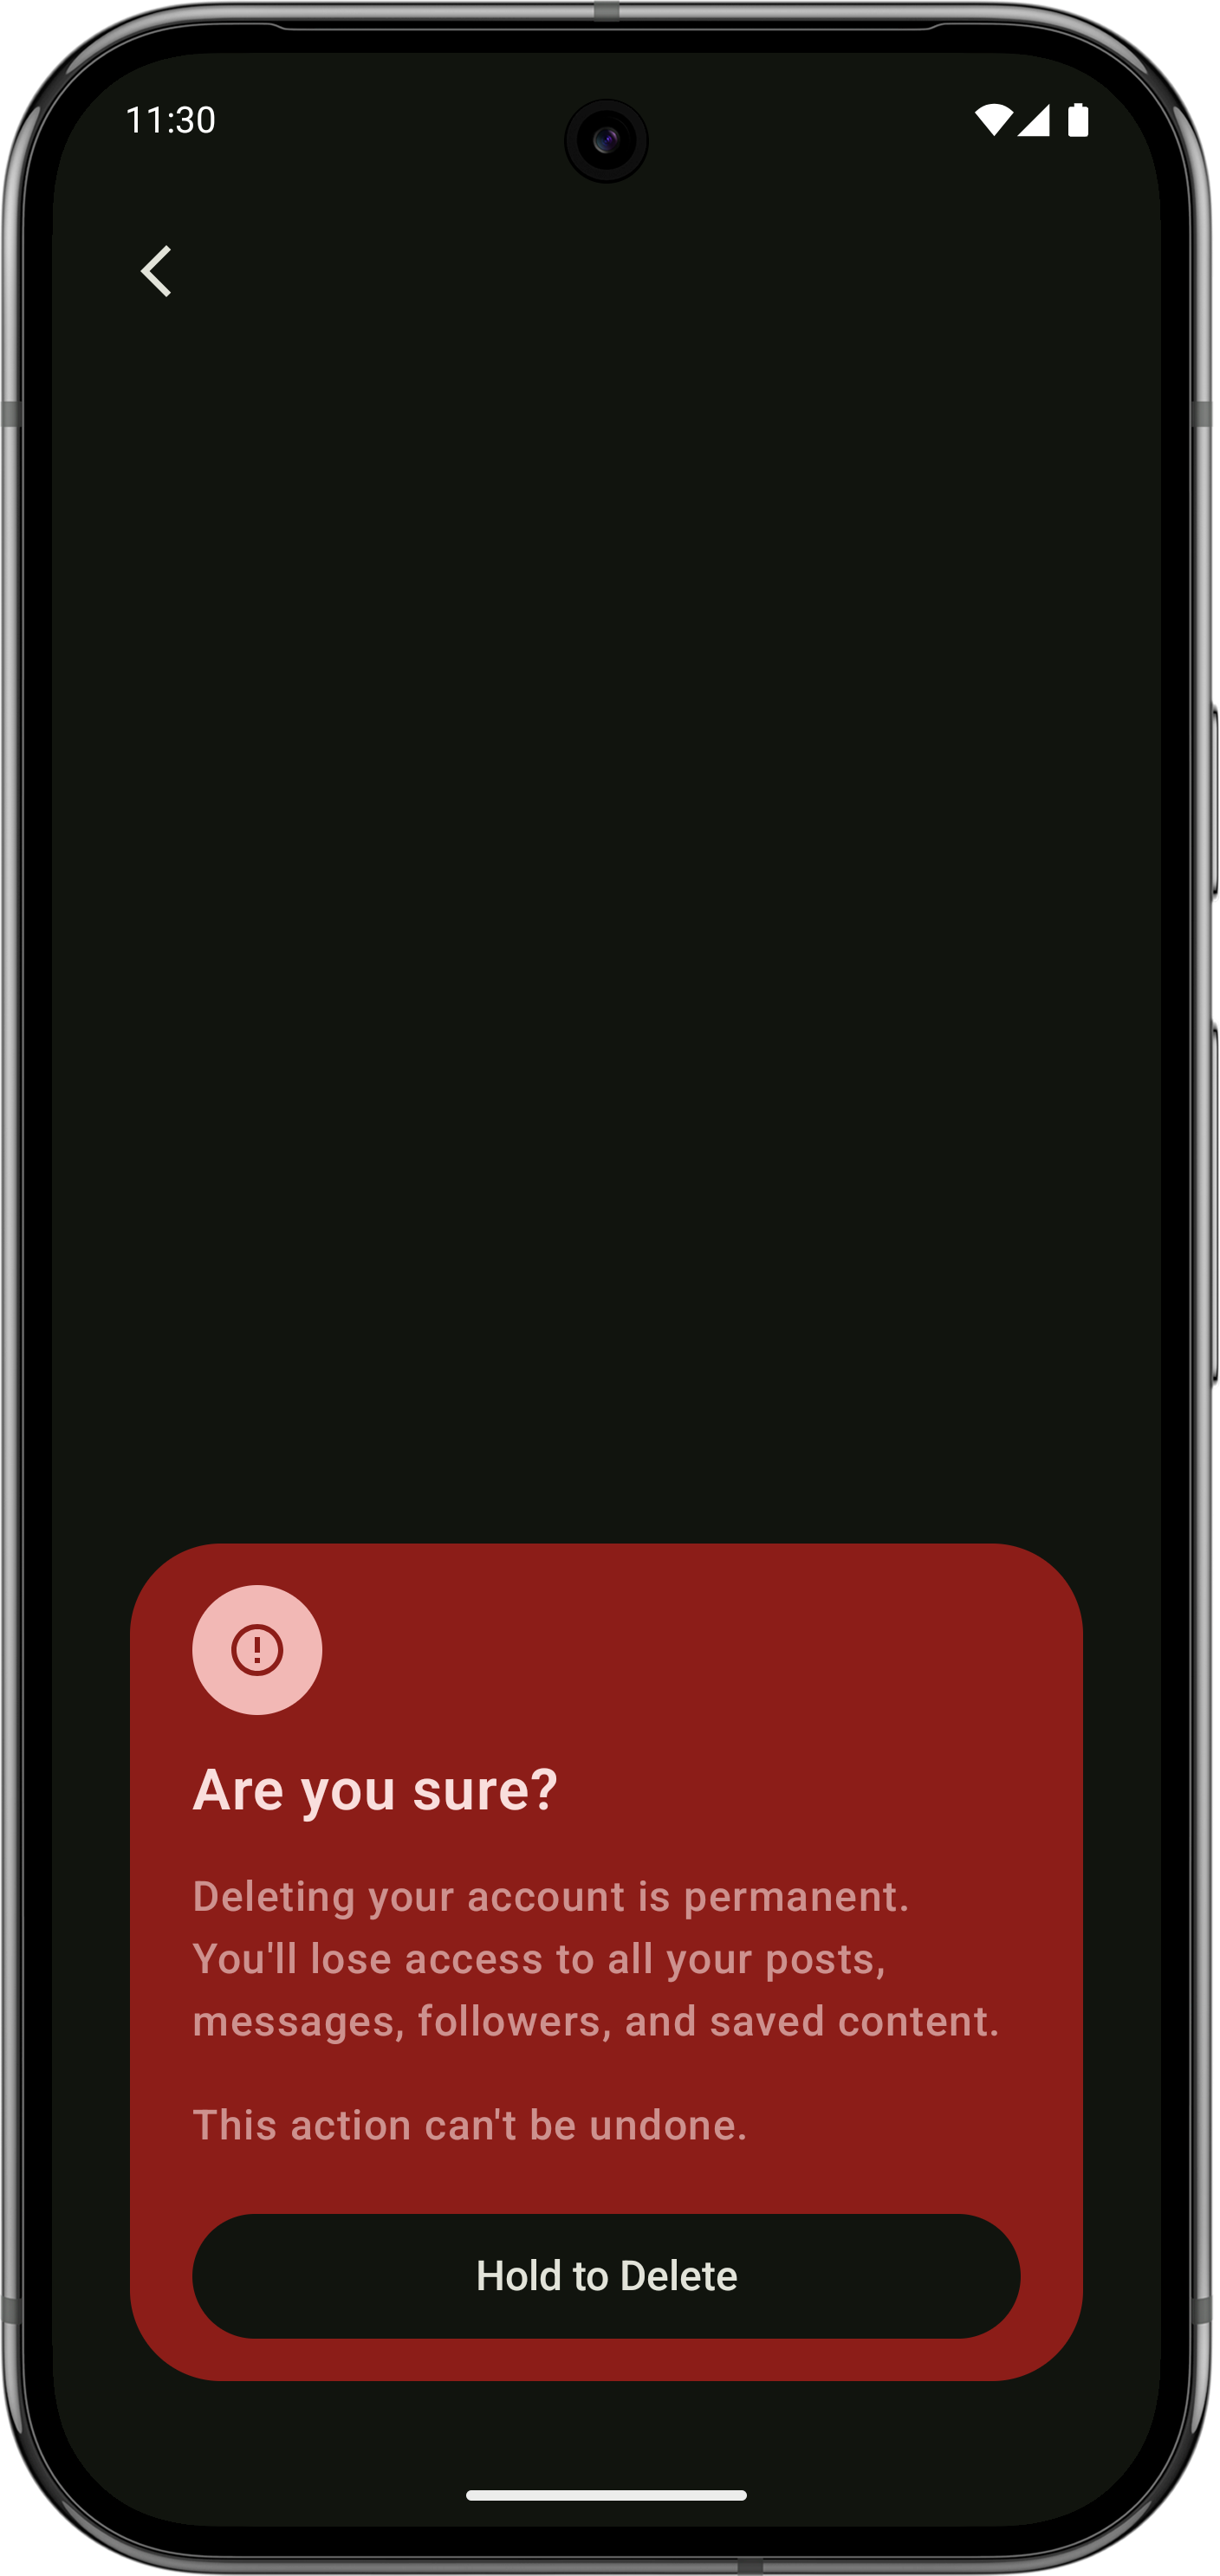 11:30
Are you sure?
Deleting your account is permanent.
You'll lose access to all your posts,
messages, followers, and saved content.
This action can't be undone.
Hold to Delete